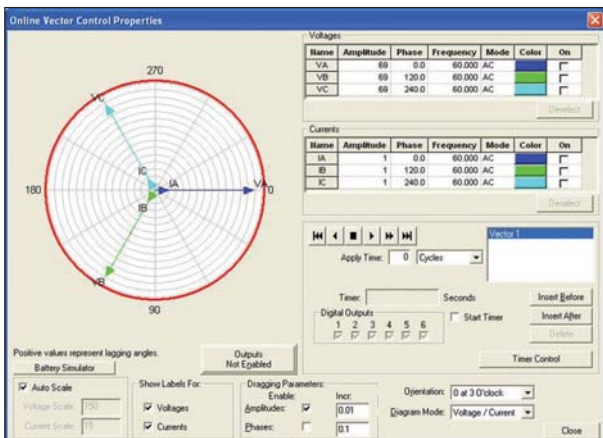 Online Vector Control Properties
270
180
0
90
VC
IC
IA
VA
IB
VB
Positive values represent lagging angles.
Battery Simulator
Outputs
Not Enabled
Voltages
Name Amplitude Phase Frequency Mode Color On
VA 69 0.0 60.000 AC
VB 69 120.0 60.000 AC
VC 69 240.0 60.000 AC
Deselect
Currents
Name Amplitude Phase Frequency Mode Color On
IA 1 0.0 60.000 AC
IB 1 120.0 60.000 AC
IC 1 240.0 60.000 AC
Deselect
Vector 1
Apply Time: 0 Cycles
Timer: Seconds
Insert Before
Digital Outputs
1 2 3 4 5 6
Start Timer
Insert After
Delete
Timer Control
Auto Scale
Voltage Scale: 150
Current Scale: 15
Show Labels For:
Voltages
Currents
Dragging Parameters:
Enable: Incr:
Amplitudes: 0.01
Phases: 0.1
Orientation: 0 at 3 O'clock.
Diagram Mode: Voltage / Current
Close